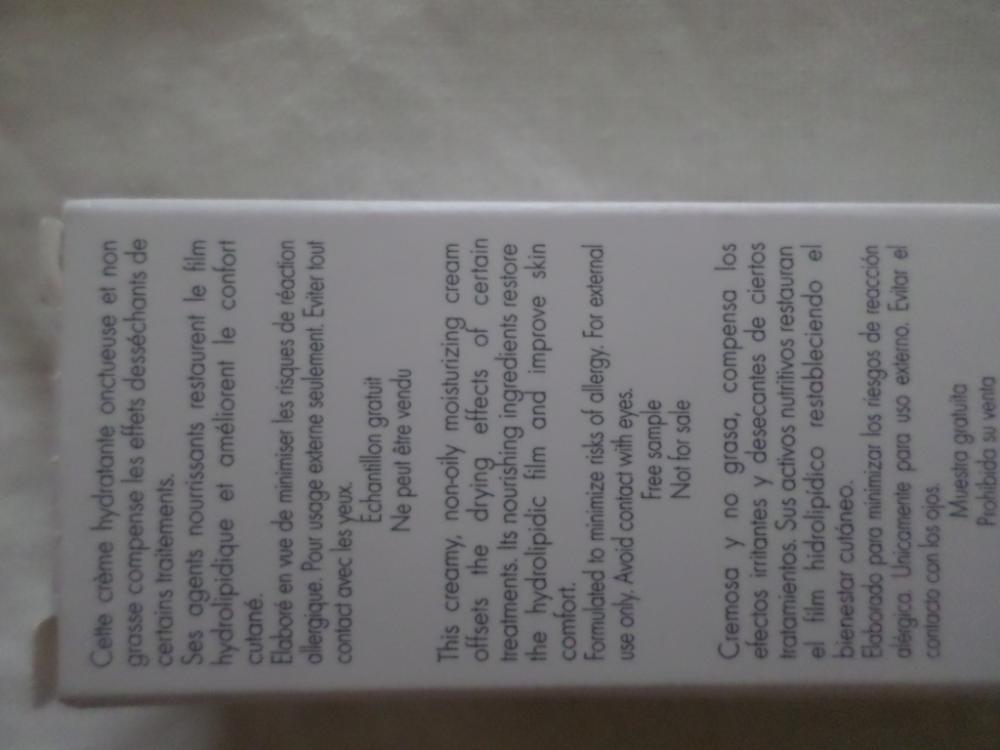 Cette crème hydratante onctueuse et non
grasse compense les effets desséchants de
certains traitements.
Ses agents nourrissants restaurent le film
hydrolipidique et améliorent le confort
cutané.
Elaboré en vue de minimiser les risques de réaction
allergique. Pour usage externe seulement. Eviter tout
contact avec les yeux.
Echantillon gratuit
Ne peut être vendu
This creamy, non-oily moisturizing cream
offsets the drying effects of certain
treatments. Its nourishing ingredients restore
the hydrolipidic film and improve skin
comfort.
Formulated to minimize risks of allergy. For external
use only. Avoid contact with eyes.
Free sample
Not for sale
Cremosa y no grasa, compensa los
efectos irritantes y desecantes de ciertos
tratamientos. Sus activos nutritivos restauran
el film hidrolipídico restableciendo el
bienestar cutáneo.
Elaborado para minimizar los riesgos de reacción
alérgica. Unicamente para uso externo. Evitar el
contacto con los ojos.
Muestra gratuita
Prohibida su venta